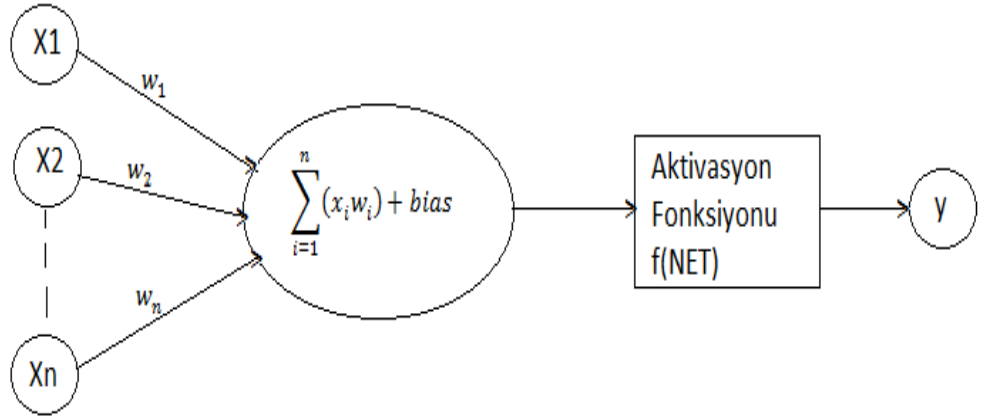 X1
w₁
X2
w₂
n
∑(xᵢwᵢ) + bias
i=1
Aktivasyon
Fonksiyonu
f(NET)
y
wₙ
Xn